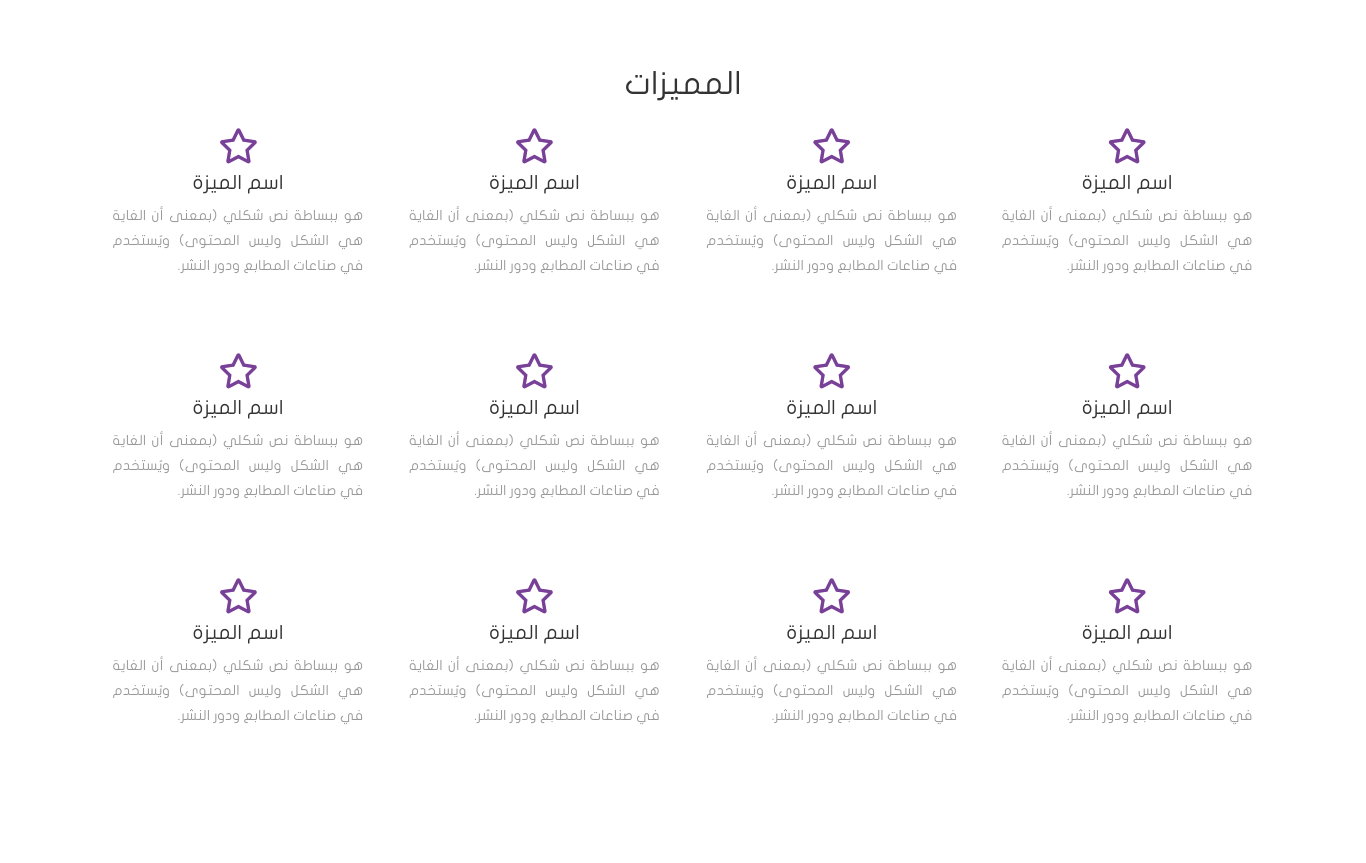 المميزات
اسم الميزة
هو ببساطة نص شكلي (بمعنى أن الغاية
هي الشكل وليس المحتوى) ويُستخدم
في صناعات المطابع ودور النشر.
اسم الميزة
هو ببساطة نص شكلي (بمعنى أن الغاية
هي الشكل وليس المحتوى) ويُستخدم
في صناعات المطابع ودور النشر.
اسم الميزة
هو ببساطة نص شكلي (بمعنى أن الغاية
هي الشكل وليس المحتوى) ويُستخدم
في صناعات المطابع ودور النشر.
اسم الميزة
هو ببساطة نص شكلي (بمعنى أن الغاية
هي الشكل وليس المحتوى) ويُستخدم
في صناعات المطابع ودور النشر.
اسم الميزة
هو ببساطة نص شكلي (بمعنى أن الغاية
هي الشكل وليس المحتوى) ويُستخدم
في صناعات المطابع ودور النشر.
اسم الميزة
هو ببساطة نص شكلي (بمعنى أن الغاية
هي الشكل وليس المحتوى) ويُستخدم
في صناعات المطابع ودور النشر.
اسم الميزة
هو ببساطة نص شكلي (بمعنى أن الغاية
هي الشكل وليس المحتوى) ويُستخدم
في صناعات المطابع ودور النشر.
اسم الميزة
هو ببساطة نص شكلي (بمعنى أن الغاية
هي الشكل وليس المحتوى) ويُستخدم
في صناعات المطابع ودور النشر.
اسم الميزة
هو ببساطة نص شكلي (بمعنى أن الغاية
هي الشكل وليس المحتوى) ويُستخدم
في صناعات المطابع ودور النشر.
اسم الميزة
هو ببساطة نص شكلي (بمعنى أن الغاية
هي الشكل وليس المحتوى) ويُستخدم
في صناعات المطابع ودور النشر.
اسم الميزة
هو ببساطة نص شكلي (بمعنى أن الغاية
هي الشكل وليس المحتوى) ويُستخدم
في صناعات المطابع ودور النشر.
اسم الميزة
هو ببساطة نص شكلي (بمعنى أن الغاية
هي الشكل وليس المحتوى) ويُستخدم
في صناعات المطابع ودور النشر.